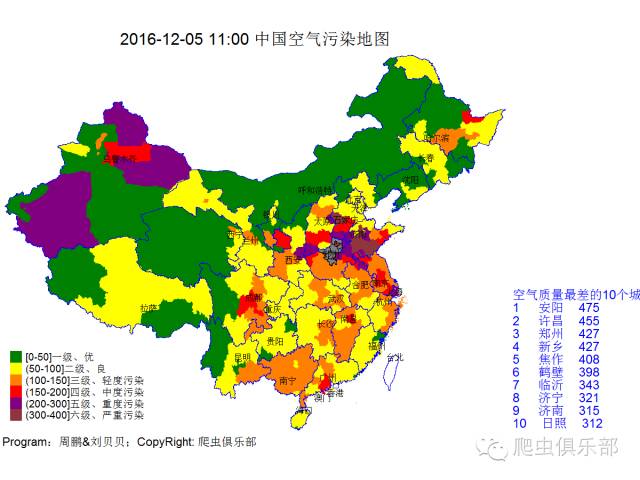 2016-12-05 11:00 中国空气污染地图
哈尔滨
长春
乌鲁木齐
沈阳
呼和浩特
北京
天津
银川
太原
石家庄
西宁
兰州
西安
合肥
南京
拉萨
成都
武汉
杭州
重庆
长沙
南昌
贵阳
福州
昆明
台北
南宁
广州
香港
澳门
海口
空气质量最差的10个城
1 安阳 475
2 许昌 455
3 郑州 427
4 新乡 427
5 焦作 408
6 鹤壁 398
7 临沂 343
8 济宁 321
9 济南 315
10 日照 312
[0-50]一级、优
(50-100]二级、良
(100-150]三级、轻度污染
(150-200]四级、中度污染
(200-300]五级、重度污染
(300-400]六级、严重污染
Program：周鹏&刘贝贝；CopyRight: 爬虫俱乐部
爬虫俱乐部